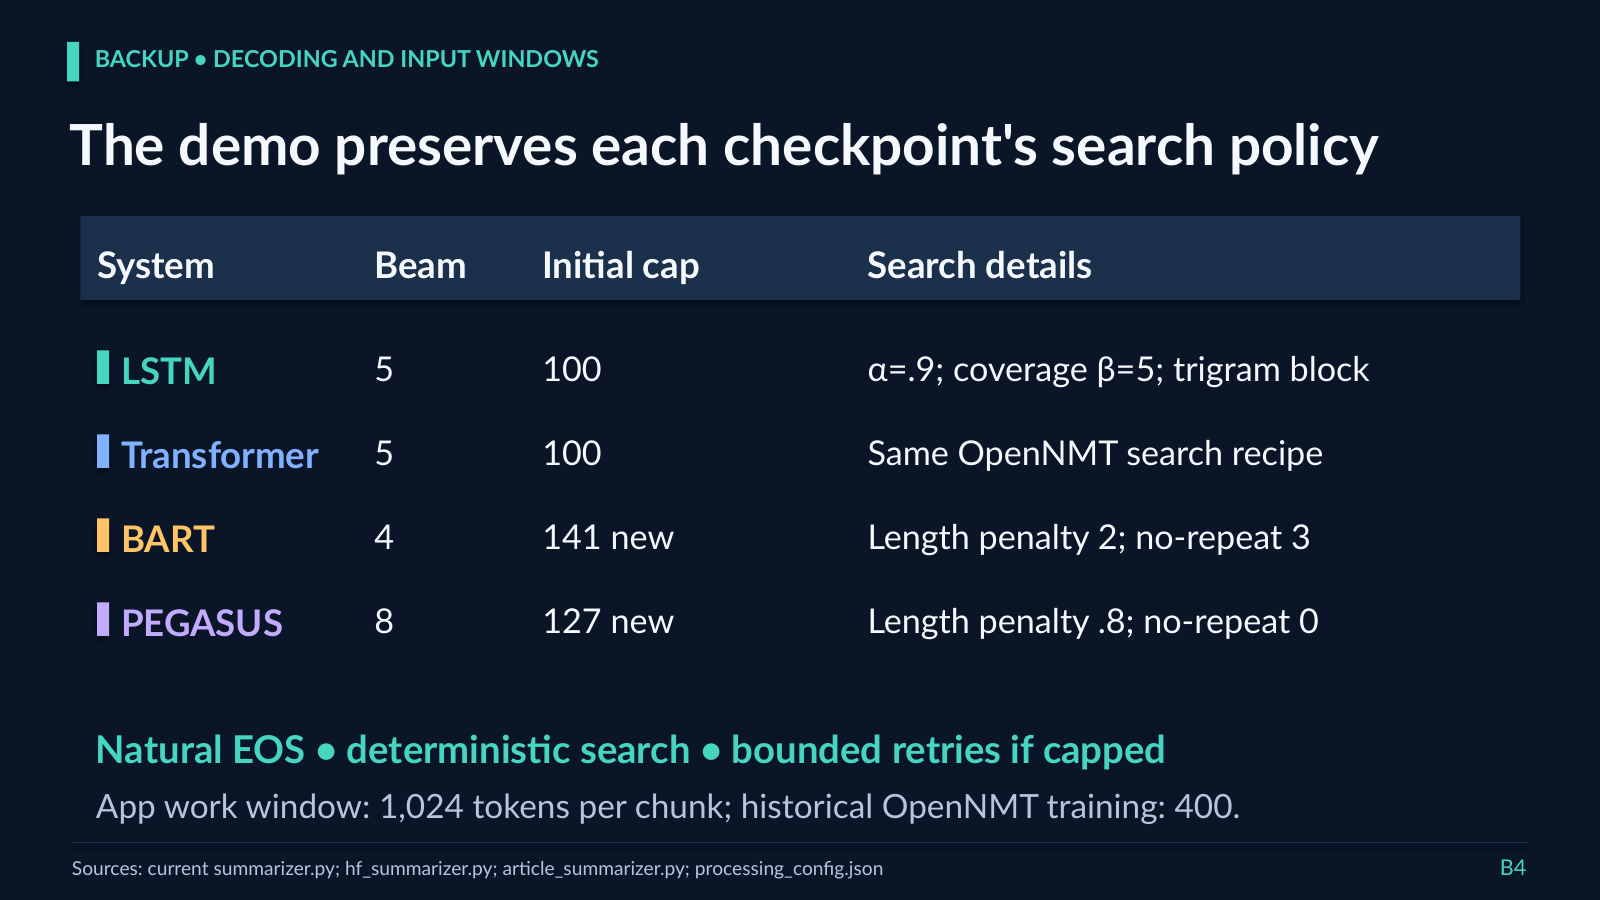 BACKUP • DECODING AND INPUT WINDOWS
The demo preserves each checkpoint's search policy
System Beam Initial cap Search details
LSTM 5 100 α=.9; coverage β=5; trigram block
Transformer 5 100 Same OpenNMT search recipe
BART 4 141 new Length penalty 2; no-repeat 3
PEGASUS 8 127 new Length penalty .8; no-repeat 0
Natural EOS • deterministic search • bounded retries if capped
App work window: 1,024 tokens per chunk; historical OpenNMT training: 400.
Sources: current summarizer.py; hf_summarizer.py; article_summarizer.py; processing_config.json B4